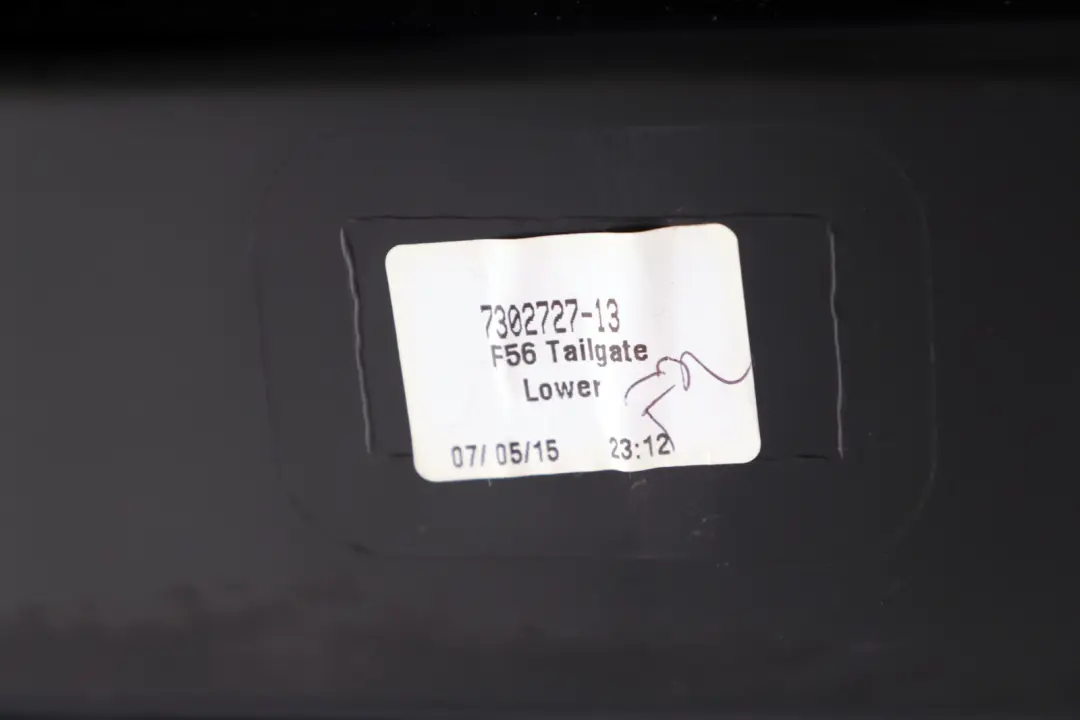 7302727-13
F56 Tailgate
Lower
07/ 05/15 23:12